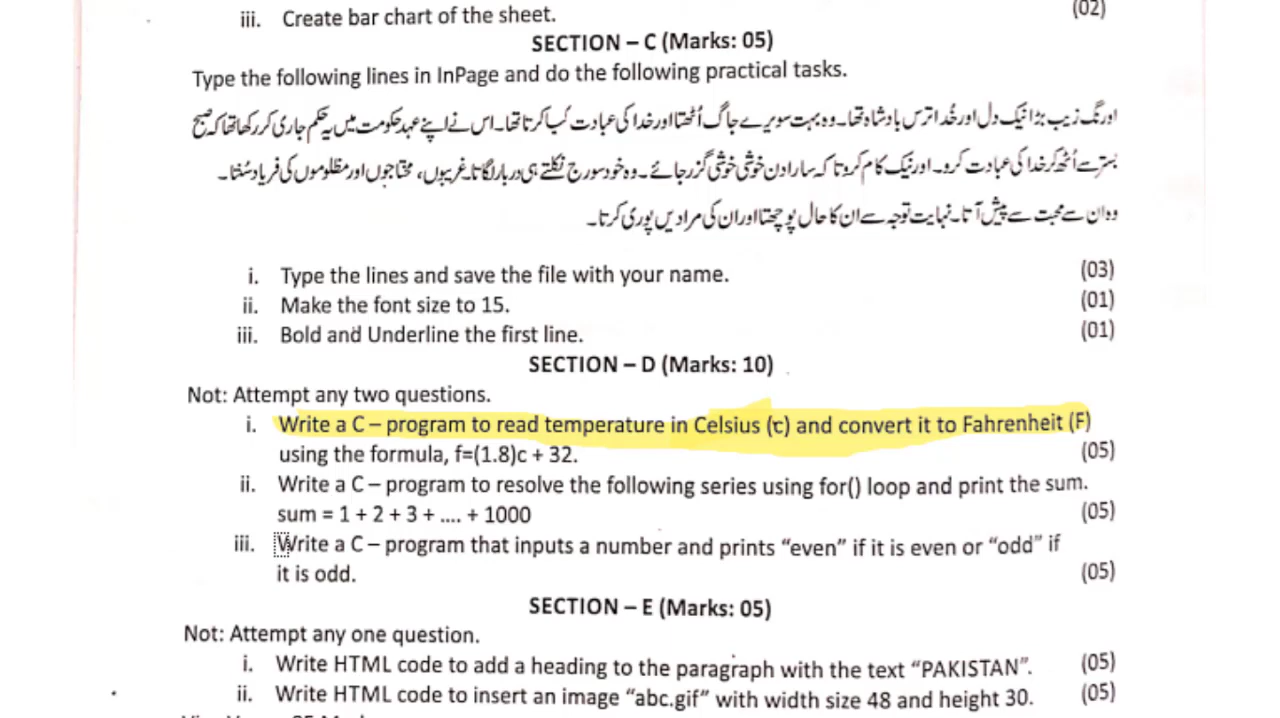 iii. Create bar chart of the sheet. (02)
SECTION – C (Marks: 05)
Type the following lines in InPage and do the following practical tasks.
اورنگ زیب بڑا نیک دل اور خُدا ترس بادشاہ تھا۔ وہ بہت سویرے جاگ اُٹھتا اور خدا کی عبادت کیا کرتا تھا۔ اس نے اپنے عہد حکومت میں یہ حکم جاری کر رکھا تھا کہ صبح
بستر سے اُٹھ کر خدا کی عبادت کرو۔ اور نیک کام کرو تا کہ سارا دن خوشی خوشی گزر جائے۔ وہ خود سورج نکلتے ہی دربار لگاتا۔ غریبوں، محتاجوں اور مظلوموں کی فریاد سُنتا۔
وہ ان سے محبت سے پیش آتا۔ نہایت توجہ سے ان کا حال پوچھتا اور ان کی مرادیں پوری کرتا۔
i. Type the lines and save the file with your name. (03)
ii. Make the font size to 15. (01)
iii. Bold and Underline the first line. (01)
SECTION – D (Marks: 10)
Not: Attempt any two questions.
i. Write a C – program to read temperature in Celsius (c) and convert it to Fahrenheit (F)
using the formula, f=(1.8)c + 32. (05)
ii. Write a C – program to resolve the following series using for() loop and print the sum.
sum = 1 + 2 + 3 + .... + 1000 (05)
iii. Write a C – program that inputs a number and prints “even” if it is even or “odd” if
it is odd. (05)
SECTION – E (Marks: 05)
Not: Attempt any one question.
i. Write HTML code to add a heading to the paragraph with the text “PAKISTAN”. (05)
ii. Write HTML code to insert an image “abc.gif” with width size 48 and height 30. (05)